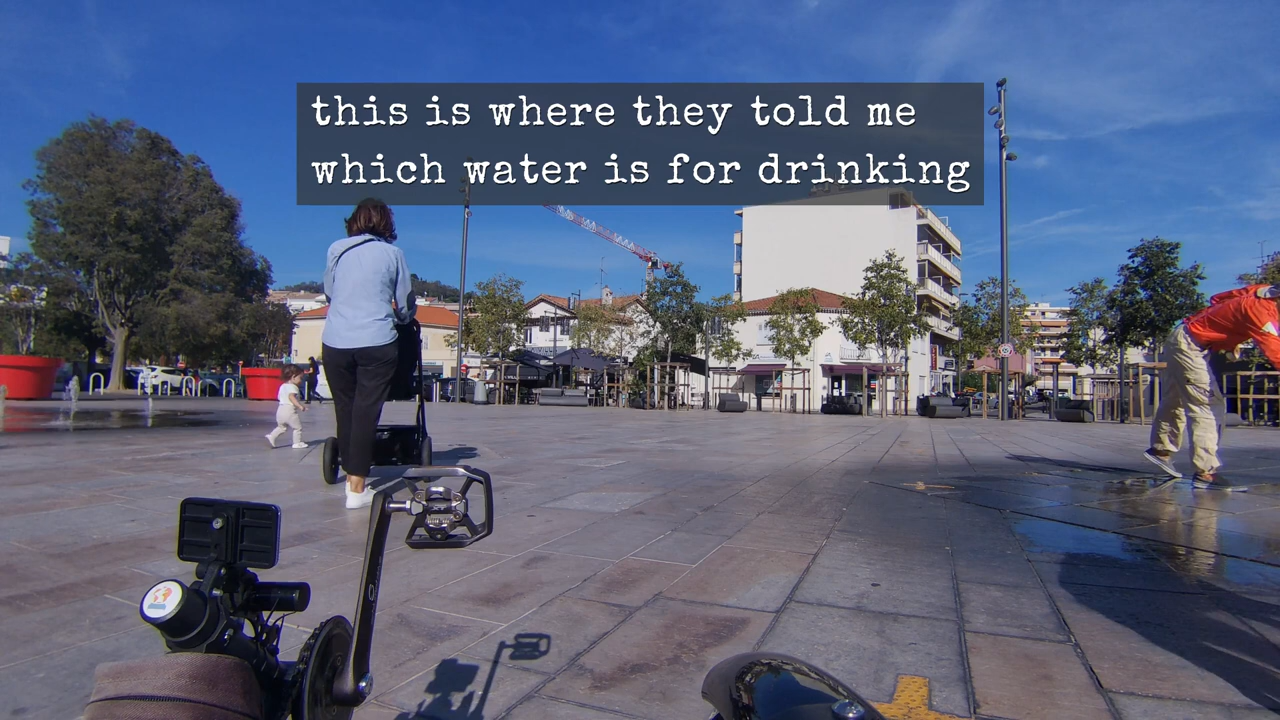 this is where they told me
which water is for drinking